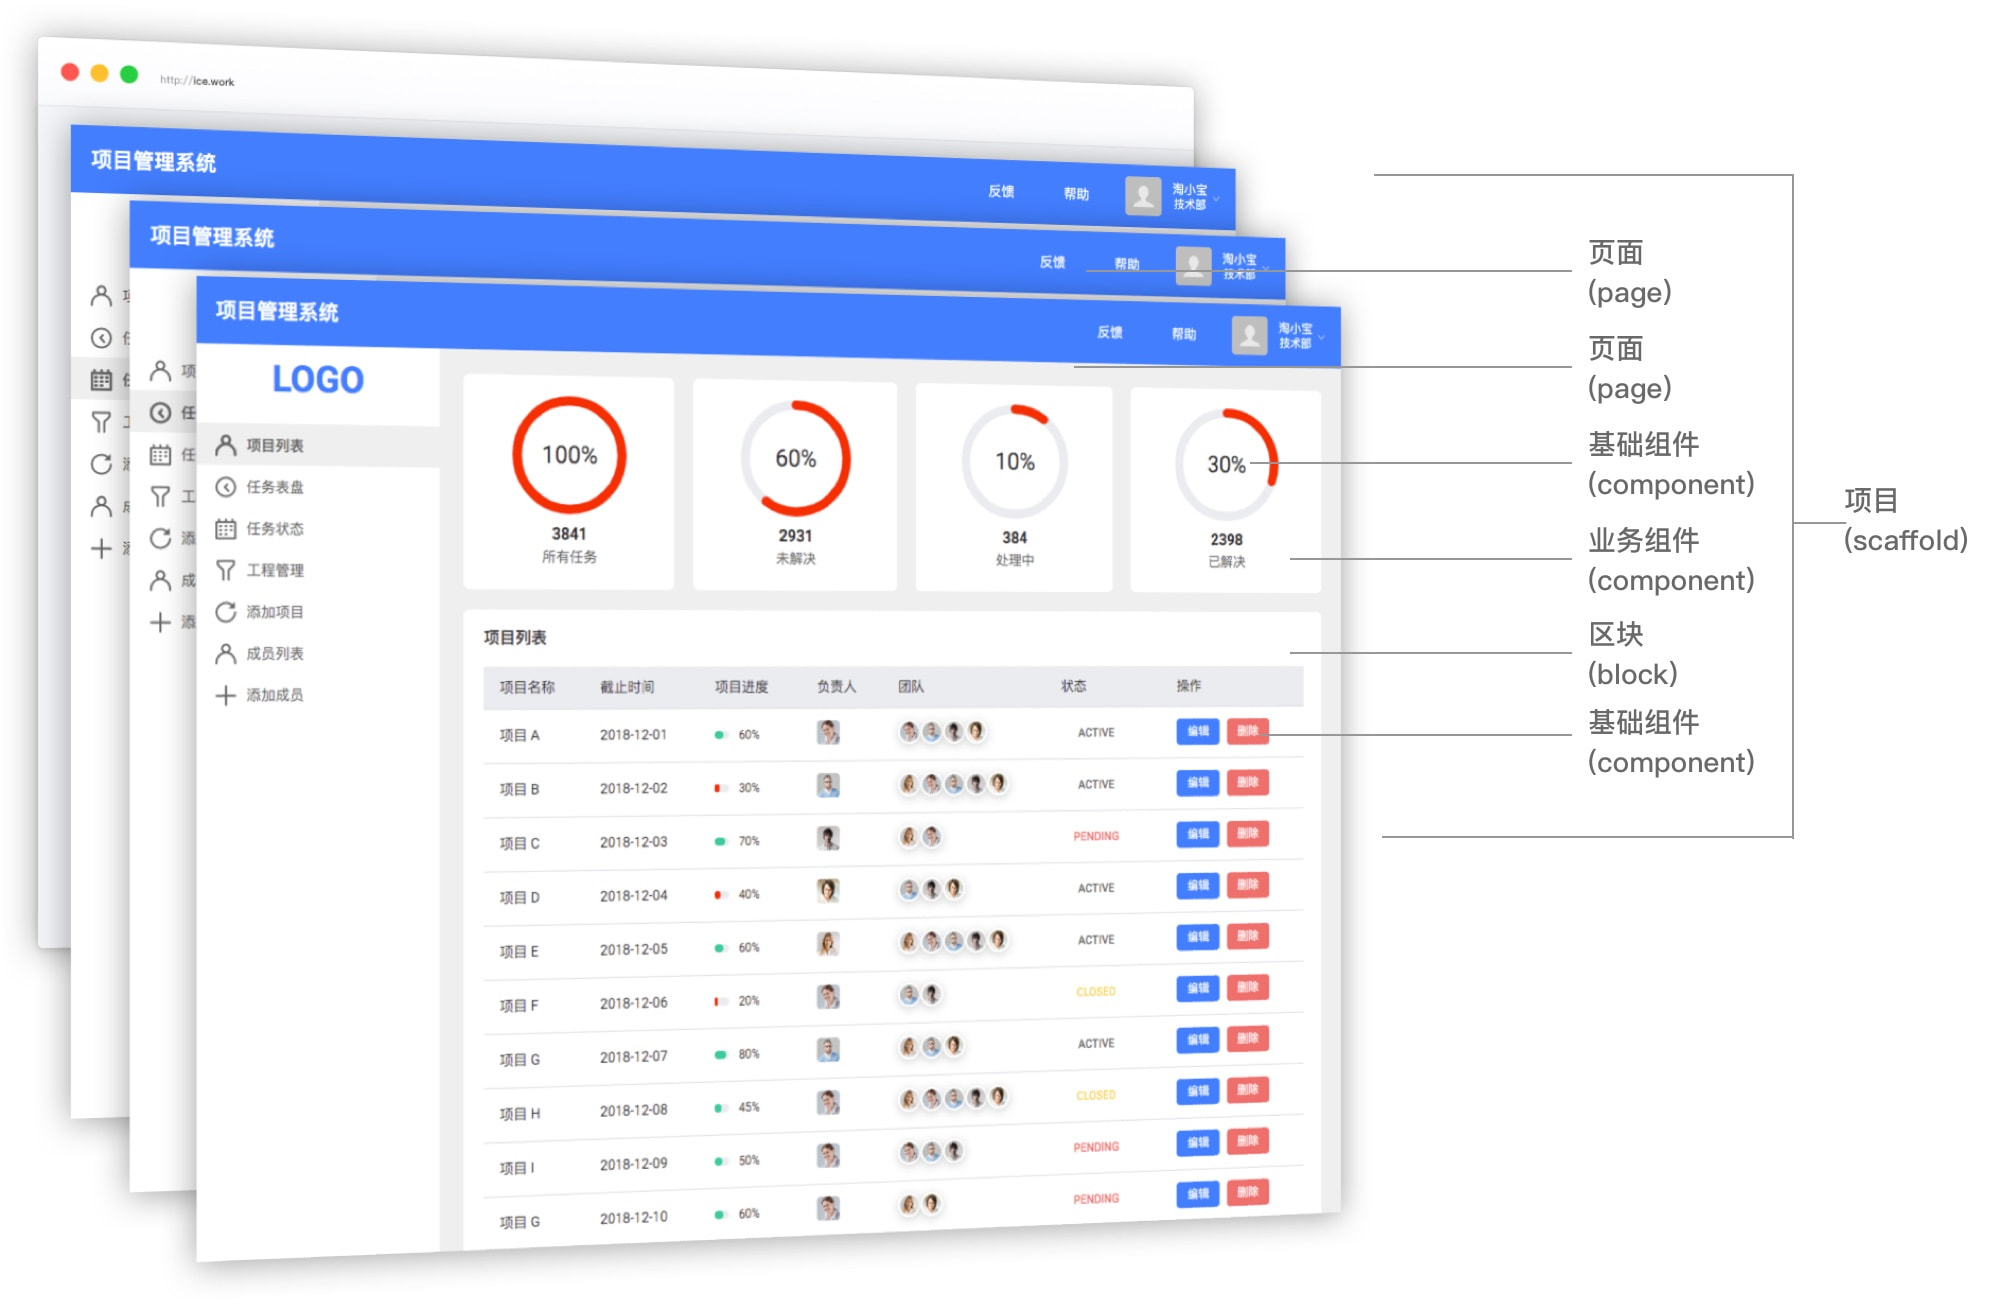 http://ice.work
项目管理系统
反馈
帮助
淘小宝
技术部
项目管理系统
反馈
帮助
淘小宝
技术部
项目管理系统
反馈
帮助
淘小宝
技术部
LOGO
项目列表
任务表盘
任务状态
工程管理
添加项目
成员列表
添加成员
100%
3841
所有任务
60%
2931
未解决
10%
384
处理中
30%
2398
已解决
项目列表
项目名称 截止时间 项目进度 负责人 团队 状态 操作
项目 A 2018-12-01 60% ACTIVE 编辑 删除
项目 B 2018-12-02 30% ACTIVE 编辑 删除
项目 C 2018-12-03 70% PENDING 编辑 删除
项目 D 2018-12-04 40% ACTIVE 编辑 删除
项目 E 2018-12-05 60% ACTIVE 编辑 删除
项目 F 2018-12-06 20% CLOSED 编辑 删除
项目 G 2018-12-07 80% ACTIVE 编辑 删除
项目 H 2018-12-08 45% CLOSED 编辑 删除
项目 I 2018-12-09 50% PENDING 编辑 删除
项目 G 2018-12-10 60% PENDING 编辑 删除
页面
(page)
页面
(page)
基础组件
(component)
业务组件
(component)
区块
(block)
基础组件
(component)
项目
(scaffold)